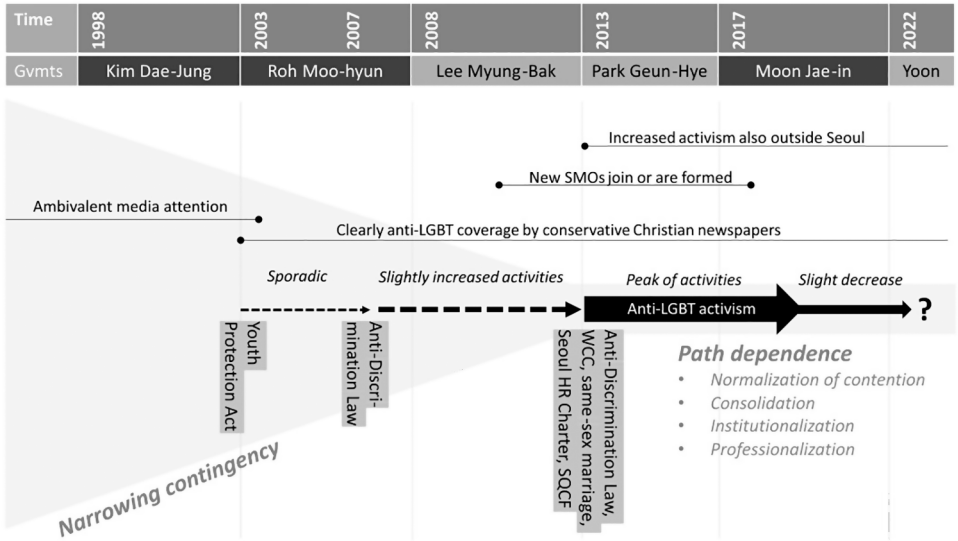 Time
1998
2003
2007
2008
2013
2017
2022
Gvmts
Kim Dae-Jung
Roh Moo-hyun
Lee Myung-Bak
Park Geun-Hye
Moon Jae-in
Yoon
Increased activism also outside Seoul
New SMOs join or are formed
Ambivalent media attention
Clearly anti-LGBT coverage by conservative Christian newspapers
Sporadic
Slightly increased activities
Peak of activities
Slight decrease
Anti-LGBT activism
?
Youth
Protection Act
Anti-Discri-
mination Law
Anti-Discrimination Law,
WCC, same-sex marriage,
Seoul HR Charter, SQCF
Path dependence
• Normalization of contention
• Consolidation
• Institutionalization
• Professionalization
Narrowing contingency